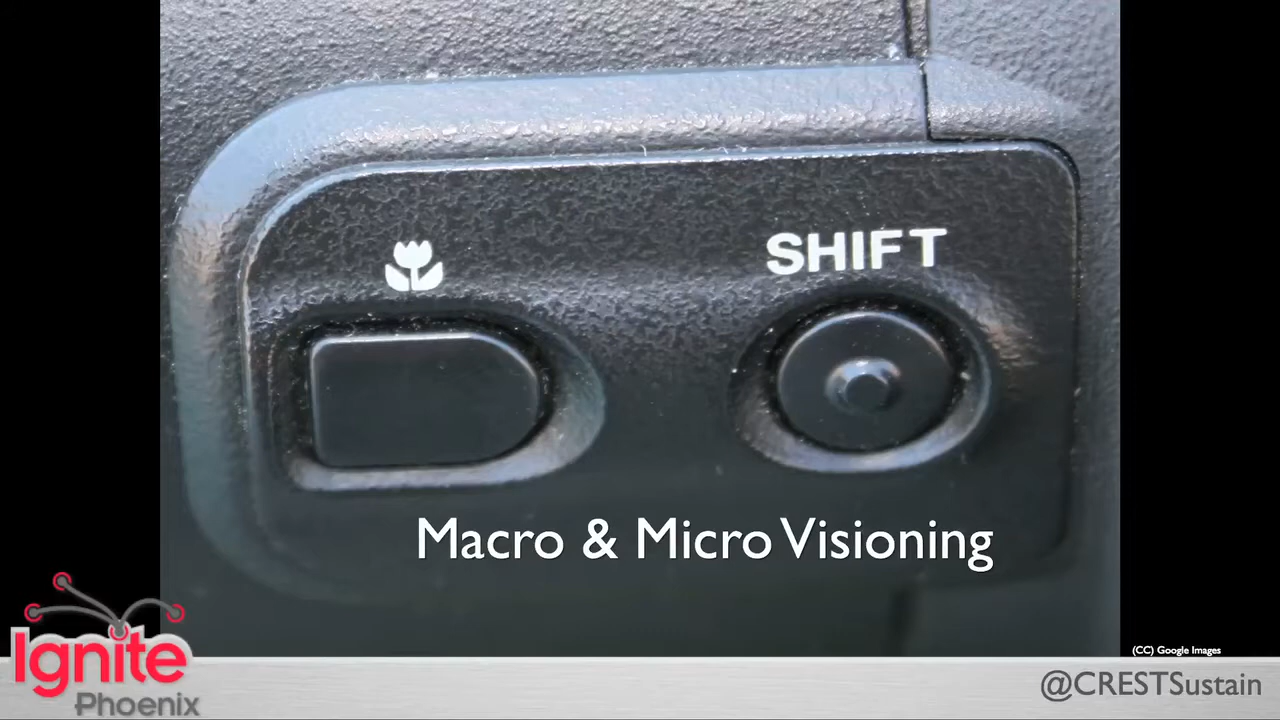 SHIFT
Macro & Micro Visioning
Ignite
Phoenix
(CC) Google Images
@CRESTSustain